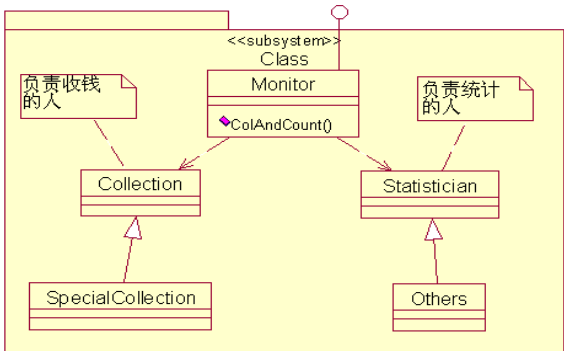 <<subsystem>>
Class
负责收钱
的人
Monitor
负责统计
的人
ColAndCount()
Collection
Statistician
SpecialCollection
Others